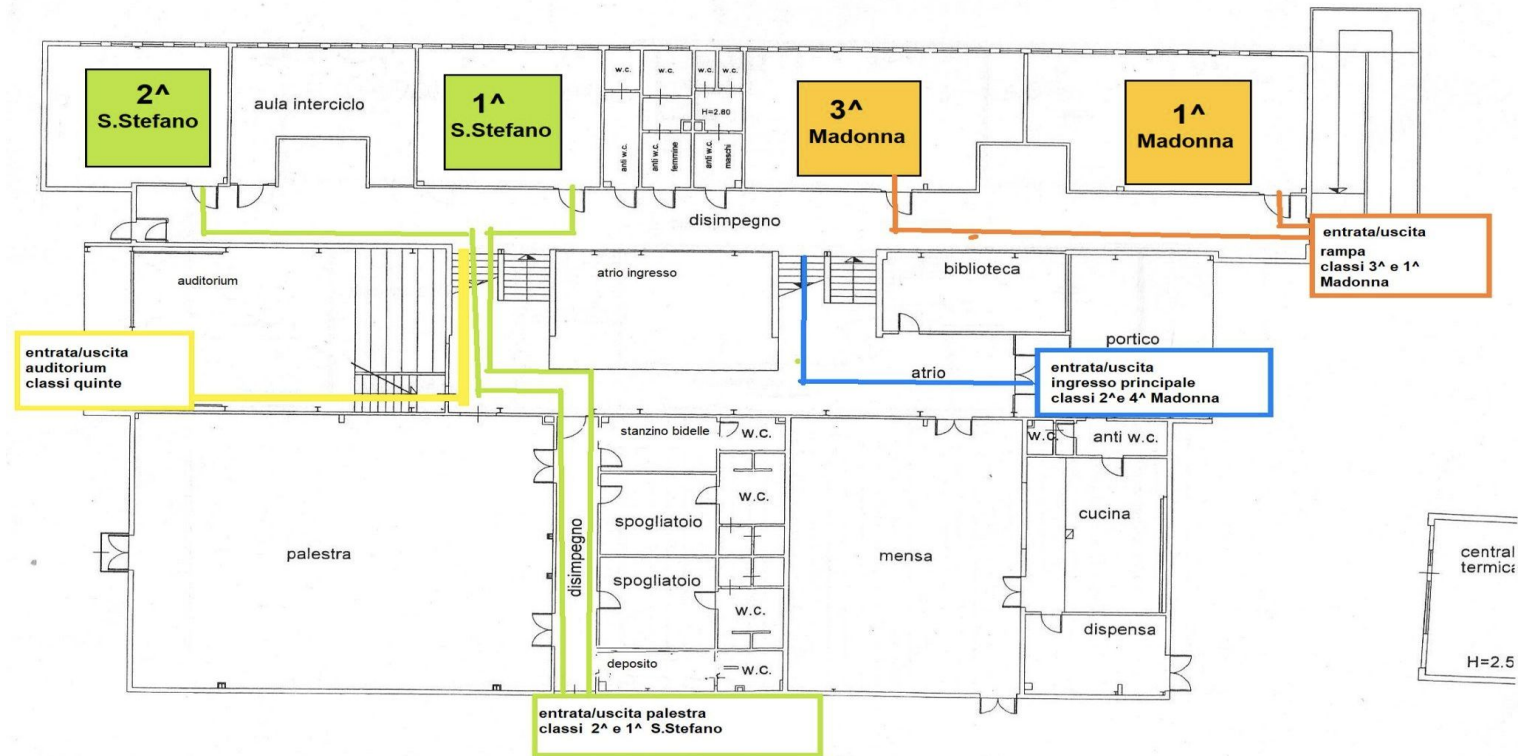 2^
S.Stefano
aula interciclo
1^
S.Stefano
w.c.
w.c.
w.c.
w.c.
H=2.80
anti w.c.
anti w.c.
femmine
anti w.c.
maschi
3^
Madonna
1^
Madonna
disimpegno
entrata/uscita
rampa
classi 3^ e 1^
Madonna
auditorium
atrio ingresso
biblioteca
portico
atrio
entrata/uscita
auditorium
classi quinte
entrata/uscita
ingresso principale
classi 2^e 4^ Madonna
stanzino bidelle
w.c.
w.c.
anti w.c.
w.c.
spogliatoio
cucina
palestra
disimpegno
mensa
spogliatoio
w.c.
dispensa
deposito
w.c.
central
termica
H=2.5
entrata/uscita palestra
classi 2^ e 1^ S.Stefano